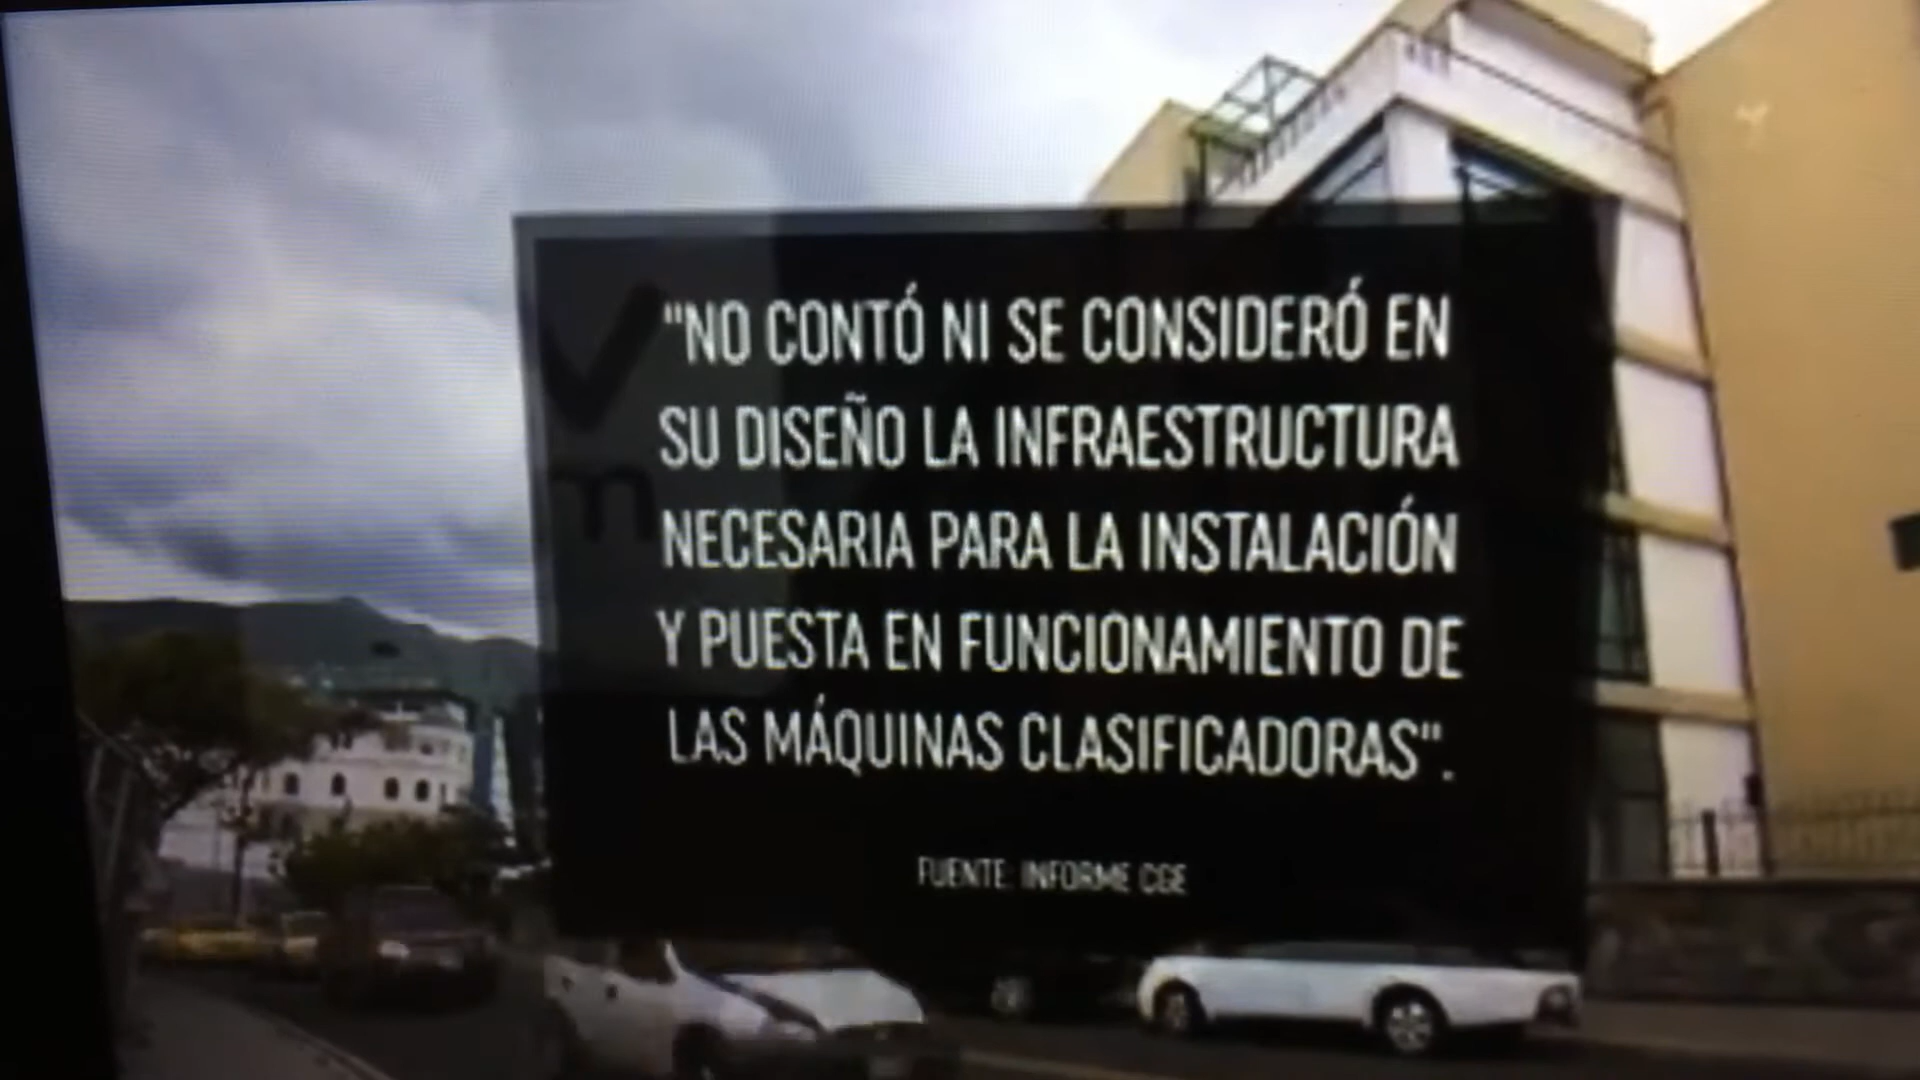 "NO CONTÓ NI SE CONSIDERÓ EN
SU DISEÑO LA INFRAESTRUCTURA
NECESARIA PARA LA INSTALACIÓN
Y PUESTA EN FUNCIONAMIENTO DE
LAS MÁQUINAS CLASIFICADORAS".
FUENTE: INFORME CGE